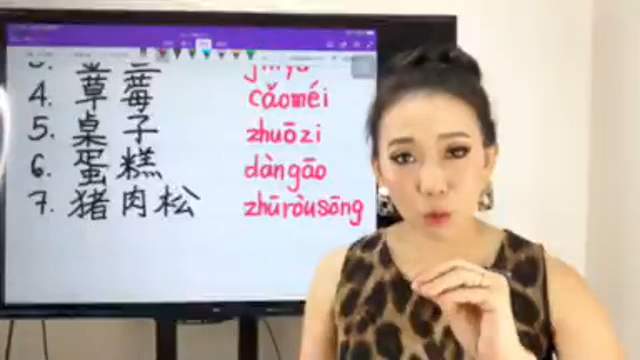 4. 草莓 cǎoméi
5. 桌子 zhuōzi
6. 蛋糕 dàngāo
7. 猪肉松 zhūròusōng